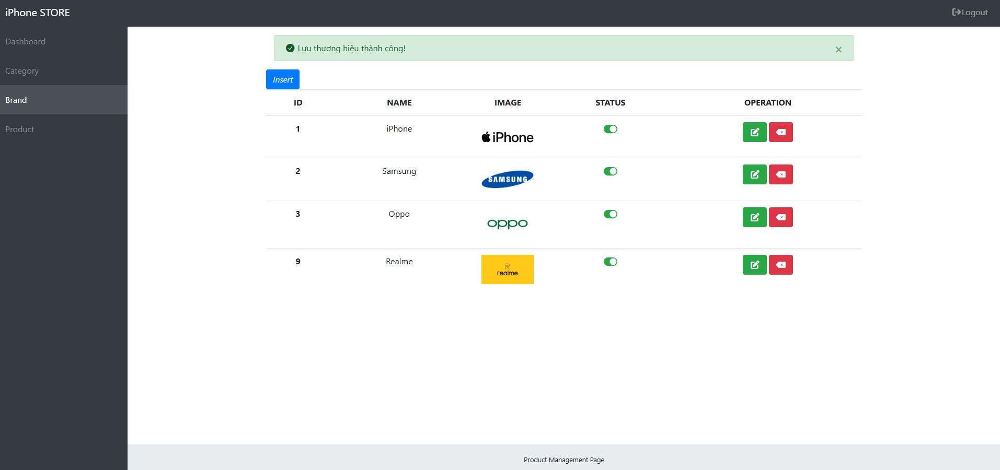 iPhone STORE
Logout
Dashboard
Category
Brand
Product
Lưu thương hiệu thành công!
×
Insert
ID NAME IMAGE STATUS OPERATION
1 iPhone iPhone
2 Samsung SAMSUNG
3 Oppo oppo
9 Realme R realme
Product Management Page